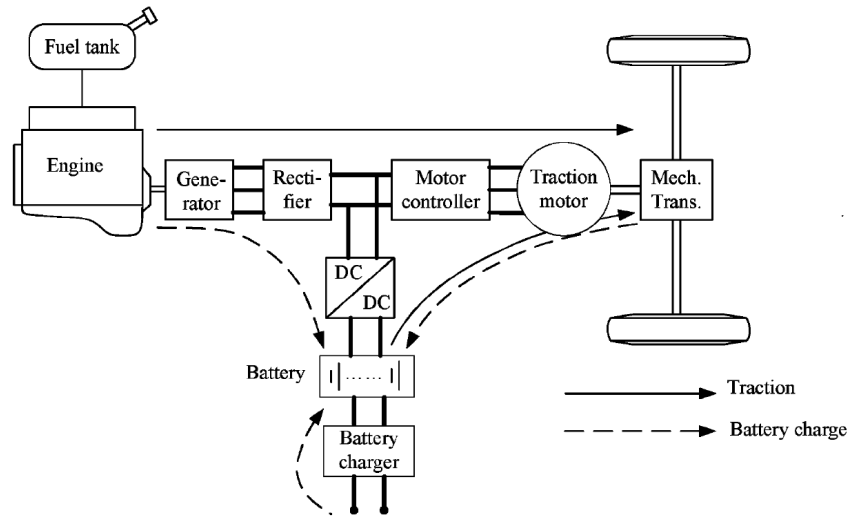 Fuel tank
Engine
Gene-
rator
Recti-
fier
Motor
controller
Traction
motor
Mech.
Trans.
DC
DC
Battery
Battery
charger
Traction
Battery charge